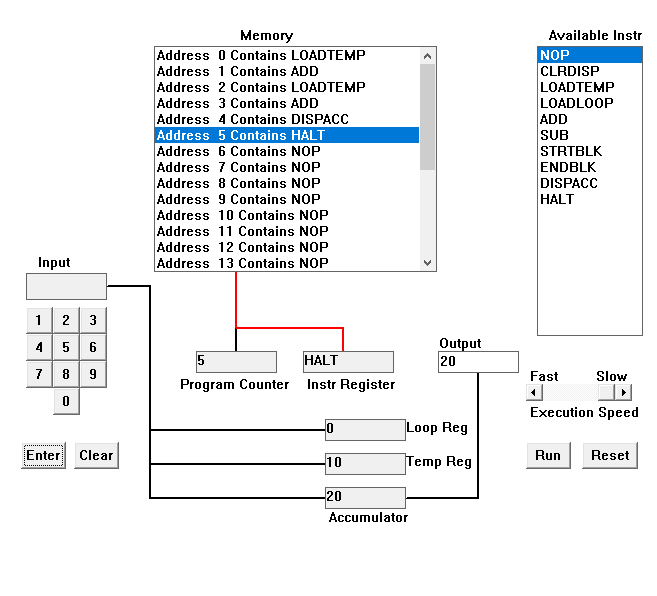 Memory
Available Instr
Address  0 Contains LOADTEMP
Address  1 Contains ADD
Address  2 Contains LOADTEMP
Address  3 Contains ADD
Address  4 Contains DISPACC
Address  5 Contains HALT
Address  6 Contains NOP
Address  7 Contains NOP
Address  8 Contains NOP
Address  9 Contains NOP
Address  10 Contains NOP
Address  11 Contains NOP
Address  12 Contains NOP
Address  13 Contains NOP
NOP
CLRDISP
LOADTEMP
LOADLOOP
ADD
SUB
STRTBLK
ENDBLK
DISPACC
HALT
Input
1 2 3
4 5 6
7 8 9
0
Enter Clear
5
Program Counter
HALT
Instr Register
Output
20
Fast Slow
Execution Speed
Run Reset
0 Loop Reg
10 Temp Reg
20
Accumulator